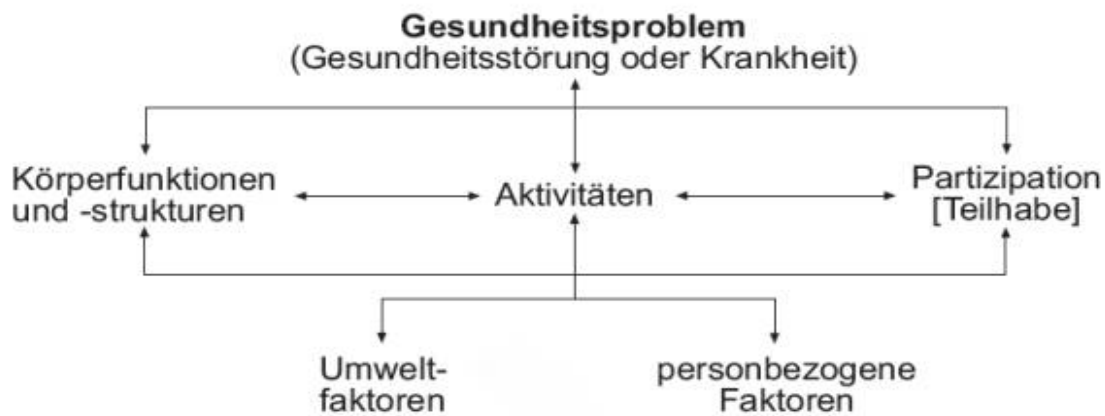 Gesundheitsproblem
(Gesundheitsstörung oder Krankheit)
Körperfunktionen
und -strukturen
Aktivitäten
Partizipation
[Teilhabe]
Umwelt-
faktoren
personbezogene
Faktoren